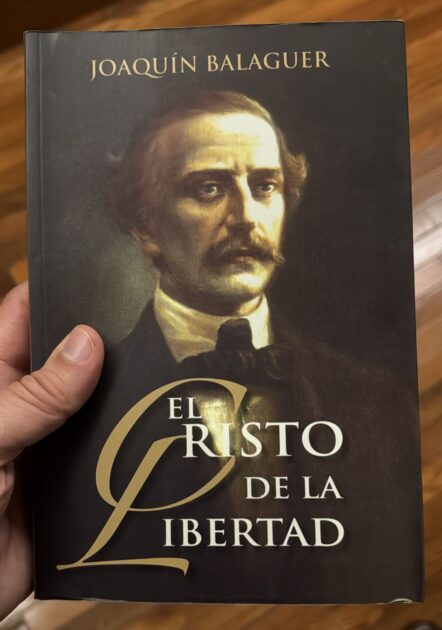 JOAQUÍN BALAGUER
EL
CRISTO
DE LA
LIBERTAD